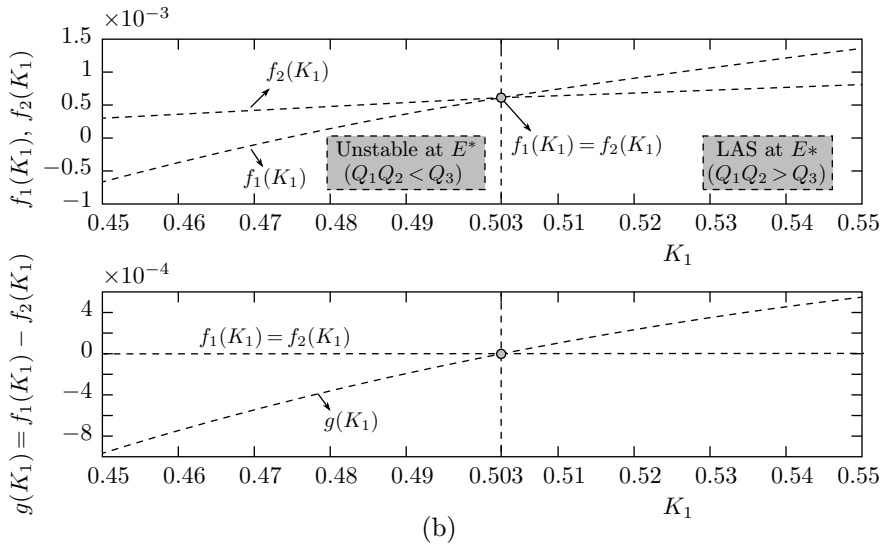 ×10⁻³
1.5
1
0.5
0
−0.5
−1
f₁(K₁), f₂(K₁)
f₂(K₁)
f₁(K₁)
Unstable at E*
(Q₁Q₂ < Q₃)
f₁(K₁) = f₂(K₁)
LAS at E∗
(Q₁Q₂ > Q₃)
0.45 0.46 0.47 0.48 0.49 0.503 0.51 0.52 0.53 0.54 0.55
K₁
×10⁻⁴
4
0
−4
−8
g(K₁) = f₁(K₁) − f₂(K₁)
f₁(K₁) = f₂(K₁)
g(K₁)
0.45 0.46 0.47 0.48 0.49 0.503 0.51 0.52 0.53 0.54 0.55
K₁
(b)